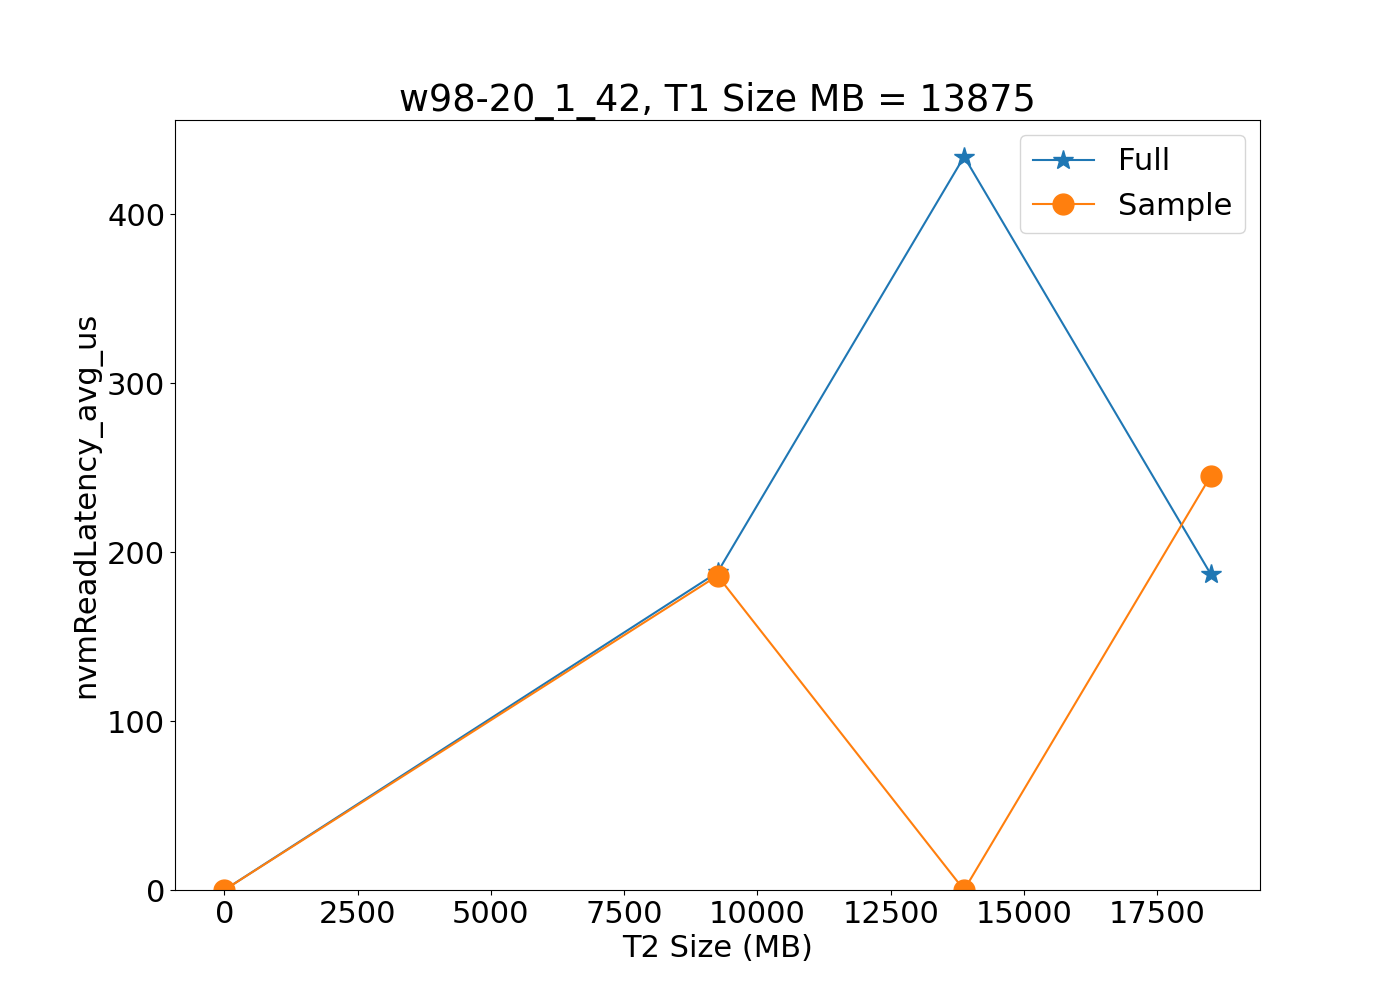 w98-20_1_42, T1 Size MB = 13875
Full
Sample
nvmReadLatency_avg_us
400
300
200
100
0
0 2500 5000 7500 10000 12500 15000 17500
T2 Size (MB)